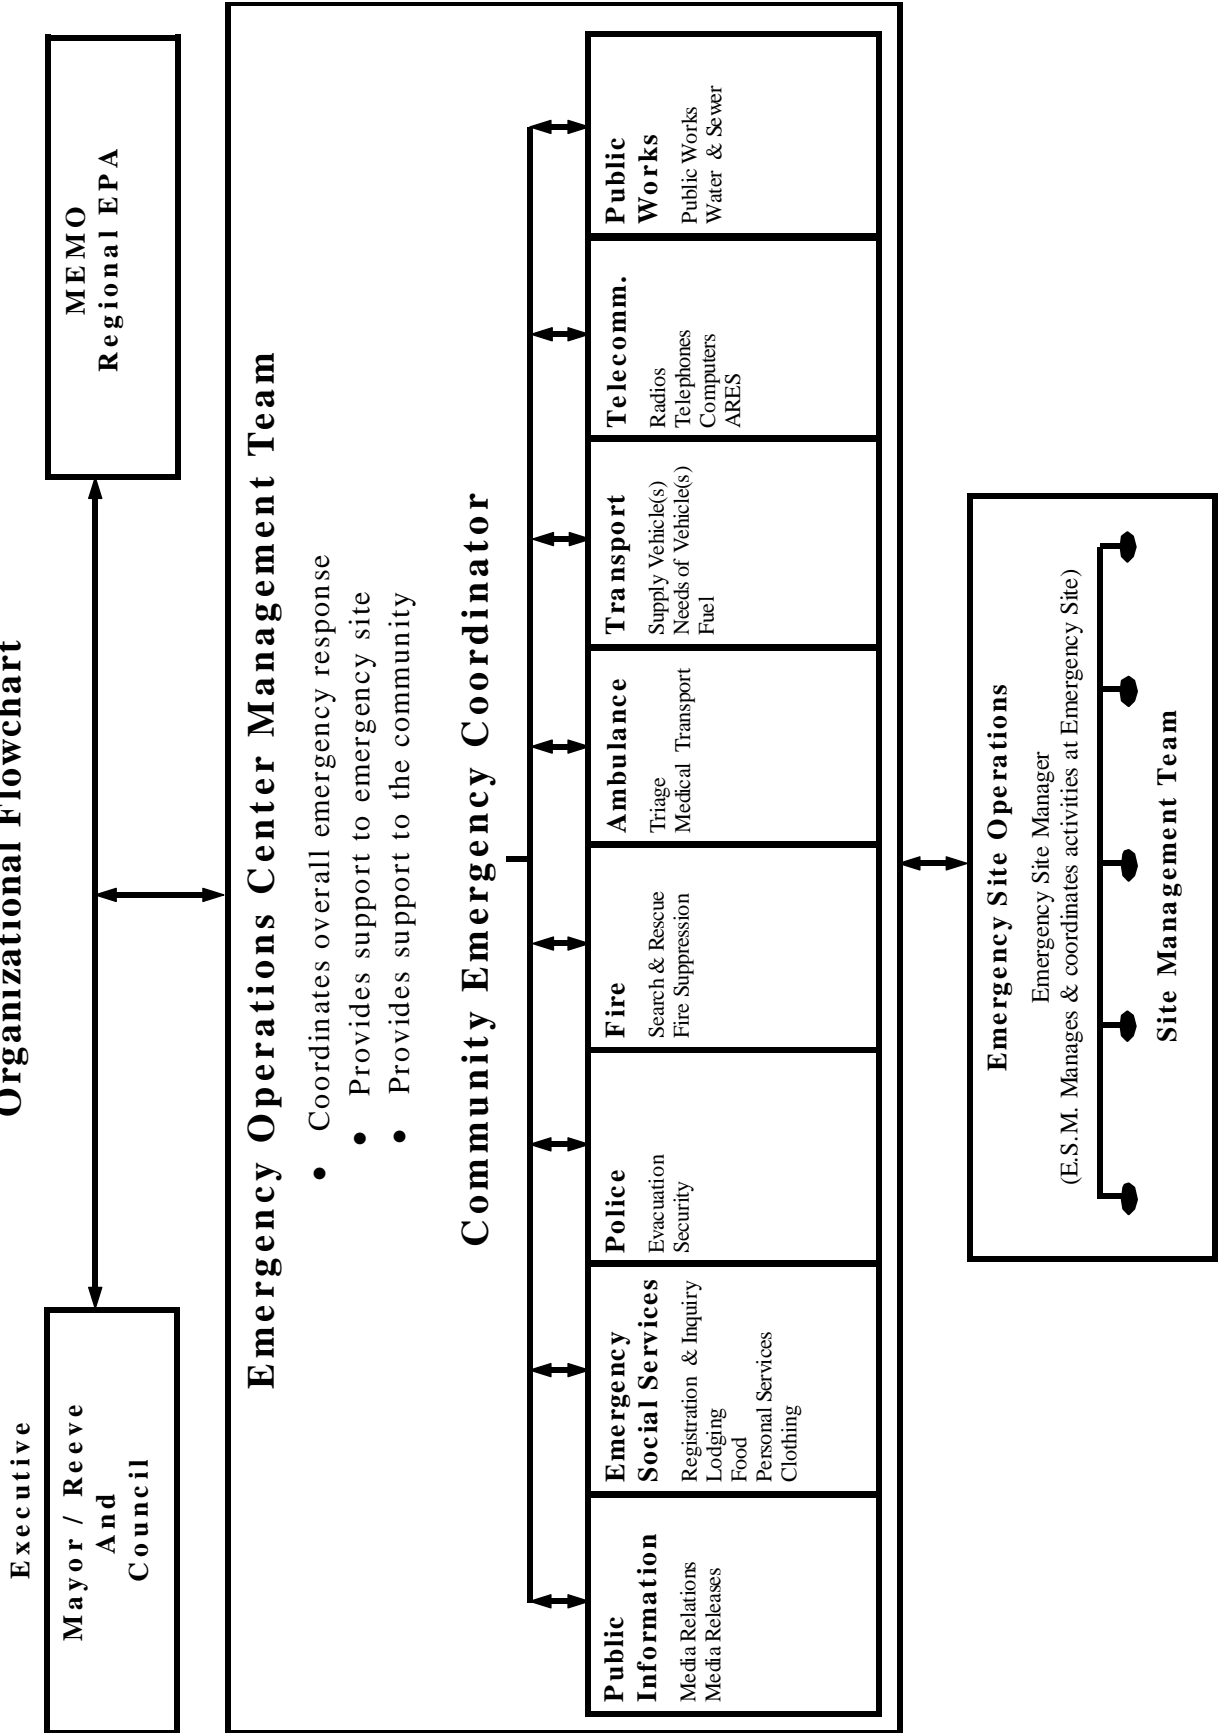 Organizational Flowchart
Executive
Mayor / Reeve
And
Council
MEMO
Regional EPA
Emergency Operations Center Management Team
• Coordinates overall emergency response
• Provides support to emergency site
• Provides support to the community
Community Emergency Coordinator
Public
Information
Media Relations
Media Releases
Emergency
Social Services
Registration & Inquiry
Lodging
Food
Personal Services
Clothing
Police
Evacuation
Security
Fire
Search & Rescue
Fire Suppression
Ambulance
Triage
Medical Transport
Transport
Supply Vehicle(s)
Needs of Vehicle(s)
Fuel
Telecomm.
Radios
Telephones
Computers
ARES
Public
Works
Public Works
Water & Sewer
Emergency Site Operations
Emergency Site Manager
(E.S.M. Manages & coordinates activities at Emergency Site)
Site Management Team